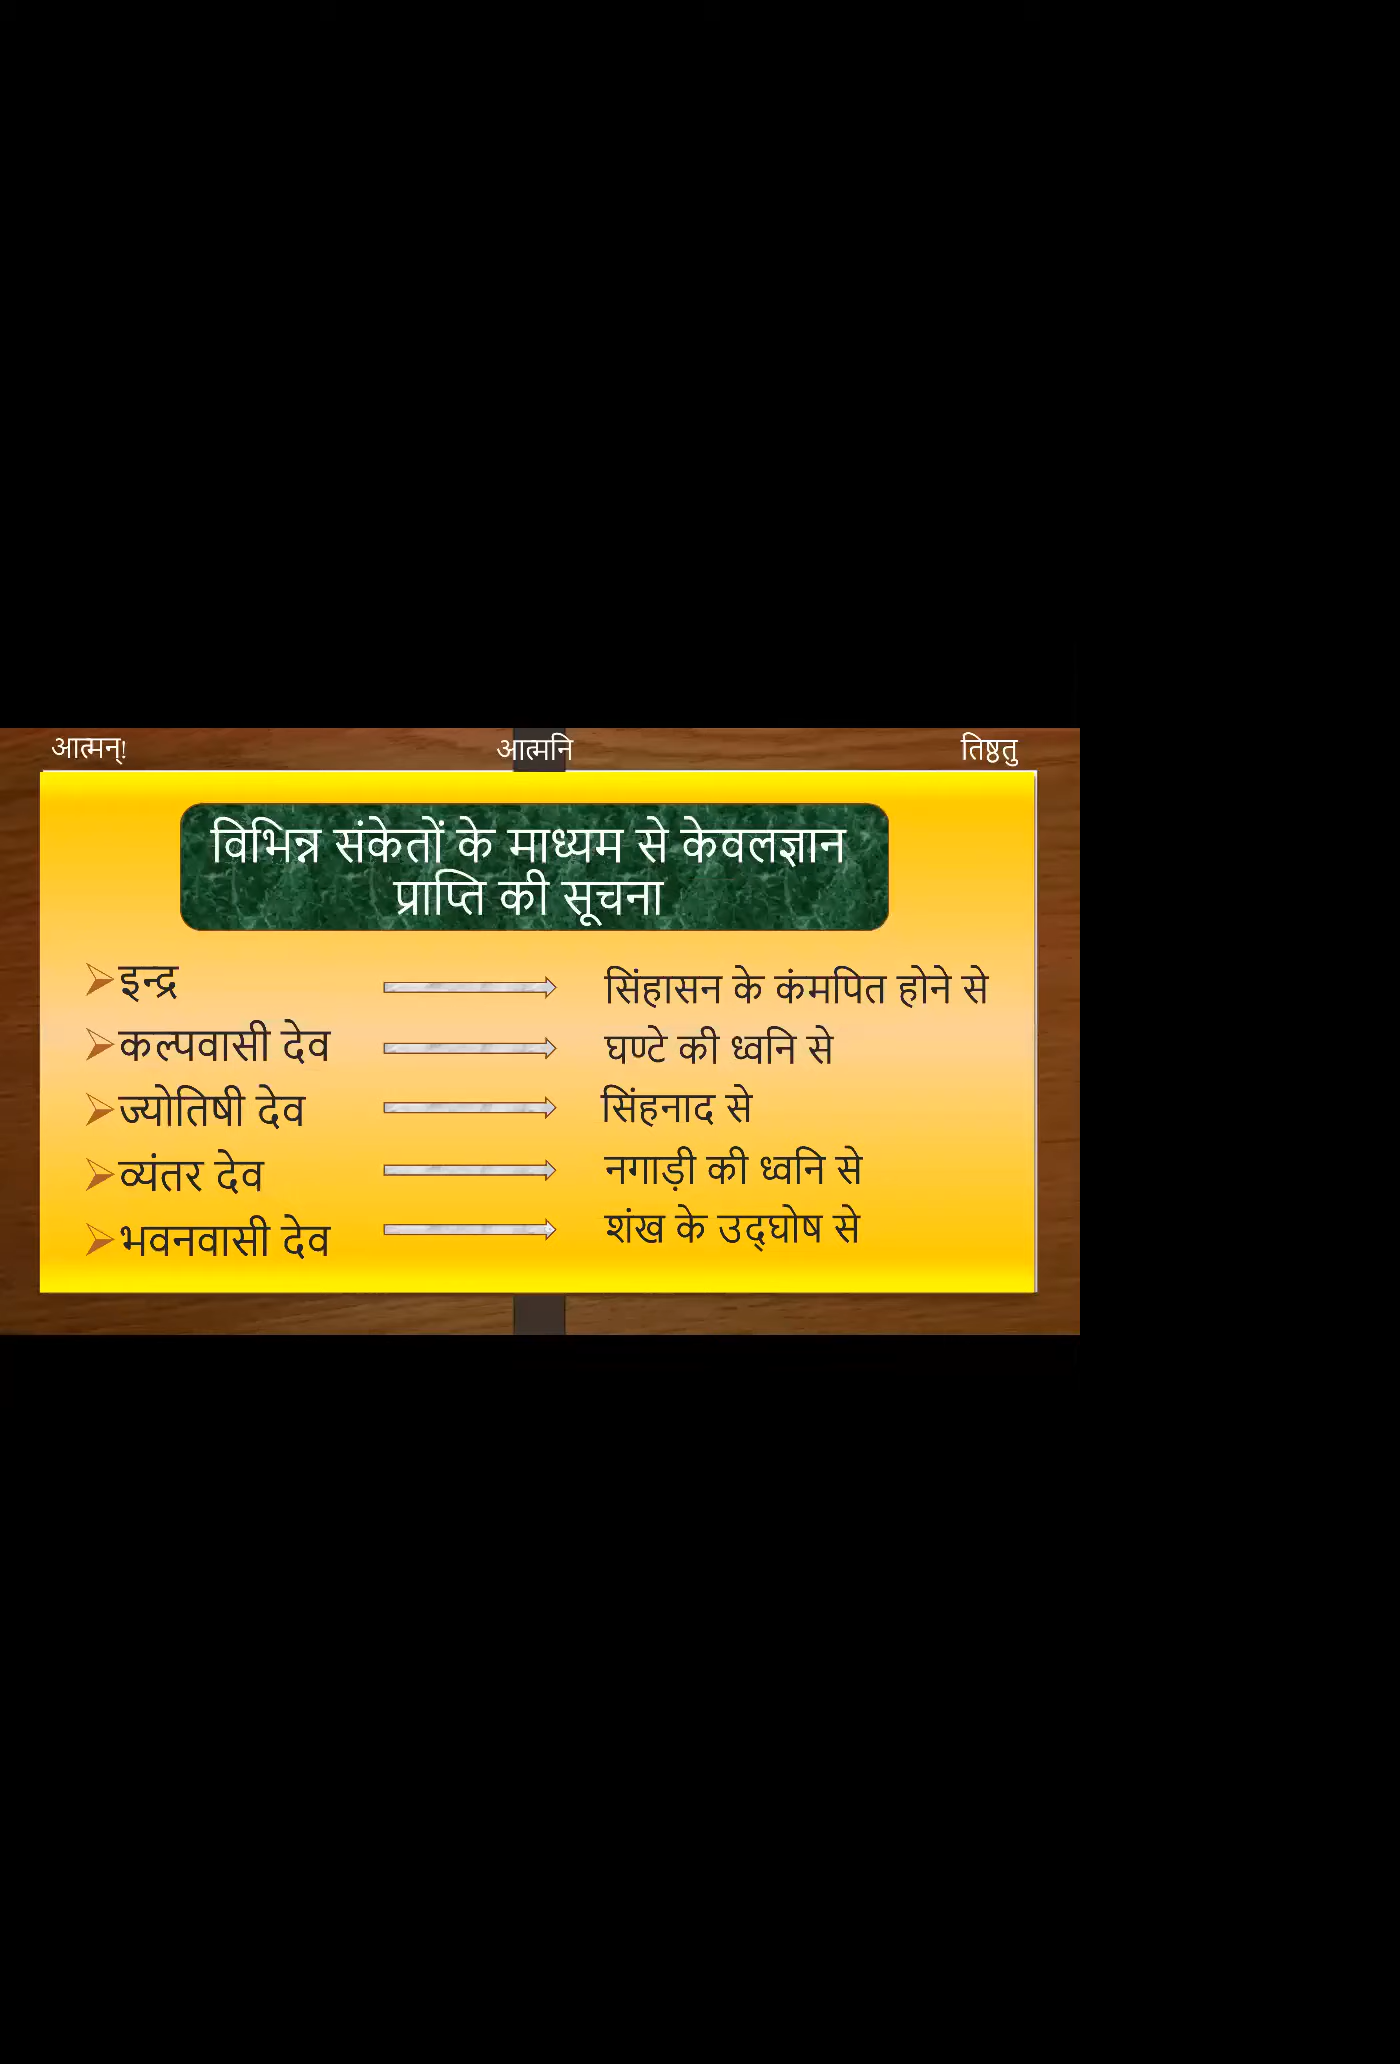 आत्मन्! आत्मनि तिष्ठतु
विभिन्न संकेतों के माध्यम से केवलज्ञान
प्राप्ति की सूचना
इन्द्र सिंहासन के कंमपित होने से
कल्पवासी देव घण्टे की ध्वनि से
ज्योतिषी देव सिंहनाद से
व्यंतर देव नगाड़ी की ध्वनि से
भवनवासी देव शंख के उद्‌घोष से